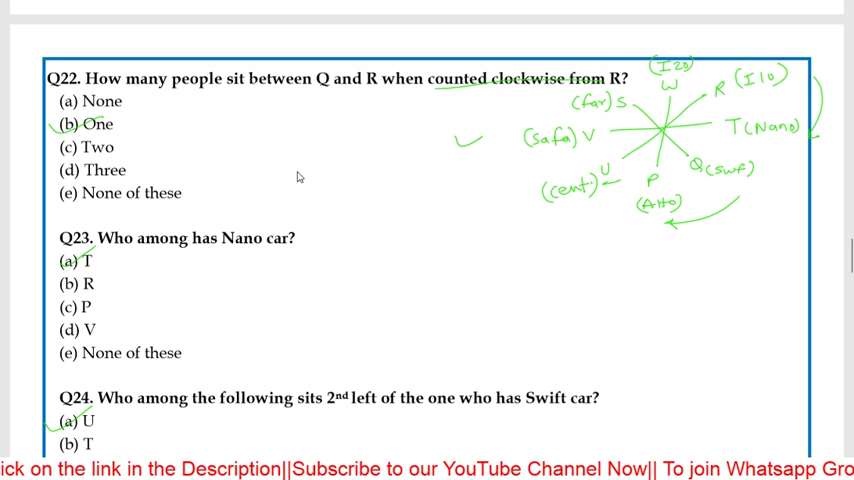 Q22. How many people sit between Q and R when counted clockwise from R?
(a) None
(b) One
(c) Two
(d) Three
(e) None of these
(I20)
W
R (I10)
(far) S
T (Nano)
(safa) V
Q (swf)
U
(cent.)
P
(Alto)
Q23. Who among has Nano car?
(a) T
(b) R
(c) P
(d) V
(e) None of these
Q24. Who among the following sits 2nd left of the one who has Swift car?
(a) U
(b) T
ick on the link in the Description||Subscribe to our YouTube Channel Now|| To join Whatsapp Gro